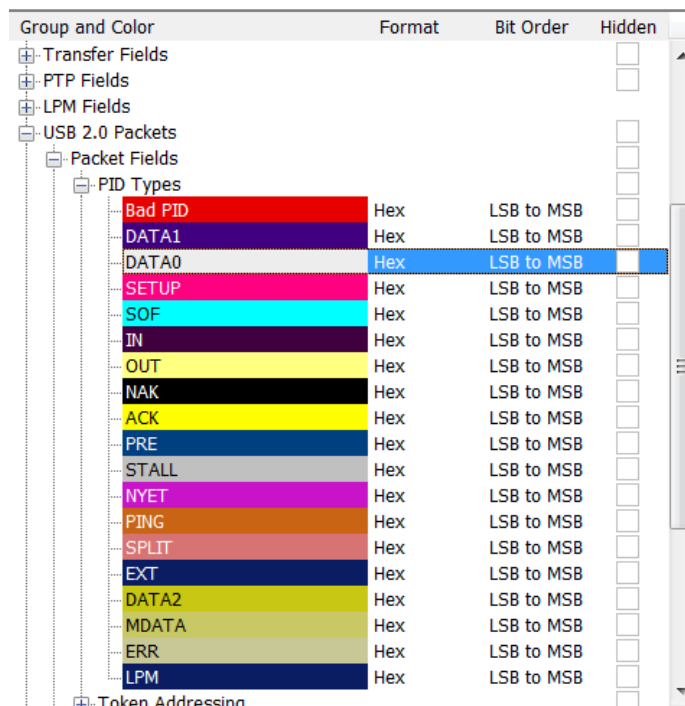 Group and Color Format Bit Order Hidden
Transfer Fields
PTP Fields
LPM Fields
USB 2.0 Packets
Packet Fields
PID Types
Bad PID Hex LSB to MSB
DATA1 Hex LSB to MSB
DATA0 Hex LSB to MSB
SETUP Hex LSB to MSB
SOF Hex LSB to MSB
IN Hex LSB to MSB
OUT Hex LSB to MSB
NAK Hex LSB to MSB
ACK Hex LSB to MSB
PRE Hex LSB to MSB
STALL Hex LSB to MSB
NYET Hex LSB to MSB
PING Hex LSB to MSB
SPLIT Hex LSB to MSB
EXT Hex LSB to MSB
DATA2 Hex LSB to MSB
MDATA Hex LSB to MSB
ERR Hex LSB to MSB
LPM Hex LSB to MSB
Token Addressing